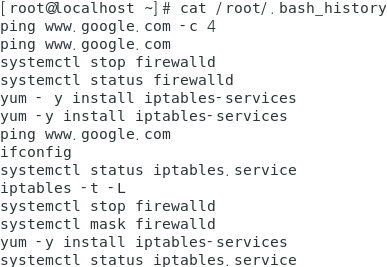 [root@localhost ~]# cat /root/.bash_history
ping www.google.com -c 4
ping www.google.com
systemctl stop firewalld
systemctl status firewalld
yum - y install iptables-services
yum -y install iptables-services
ping www.google.com
ifconfig
systemctl status iptables.service
iptables -t -L
systemctl stop firewalld
systemctl mask firewalld
yum -y install iptables-services
systemctl status iptables.service